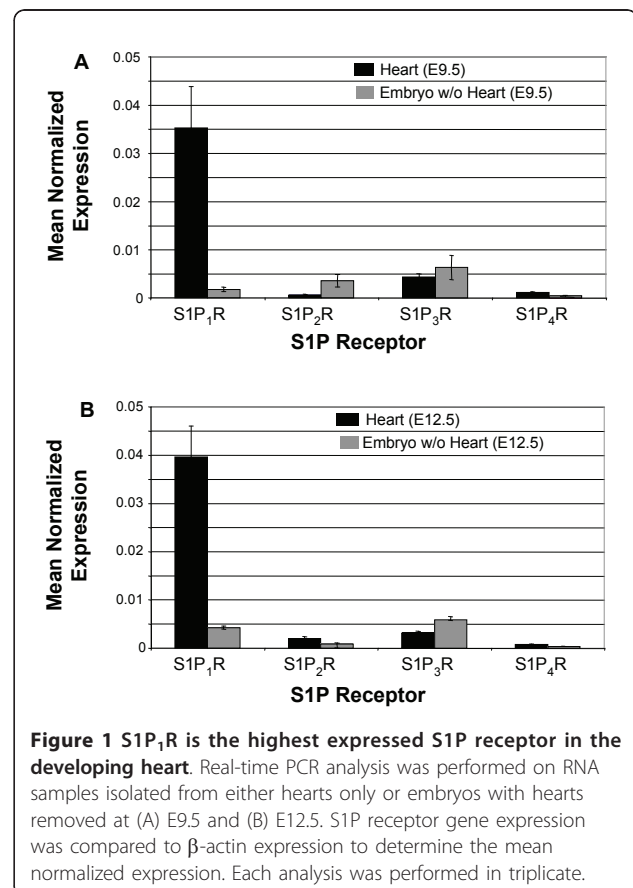 A
0.05
0.04
0.03
0.02
0.01
0
Mean Normalized
Expression
Heart (E9.5)
Embryo w/o Heart (E9.5)
S1P₁R S1P₂R S1P₃R S1P₄R
S1P Receptor
B
0.05
0.04
0.03
0.02
0.01
0
Mean Normalized
Expression
Heart (E12.5)
Embryo w/o Heart (E12.5)
S1P₁R S1P₂R S1P₃R S1P₄R
S1P Receptor
Figure 1 S1P₁R is the highest expressed S1P receptor in the
developing heart. Real-time PCR analysis was performed on RNA
samples isolated from either hearts only or embryos with hearts
removed at (A) E9.5 and (B) E12.5. S1P receptor gene expression
was compared to β-actin expression to determine the mean
normalized expression. Each analysis was performed in triplicate.